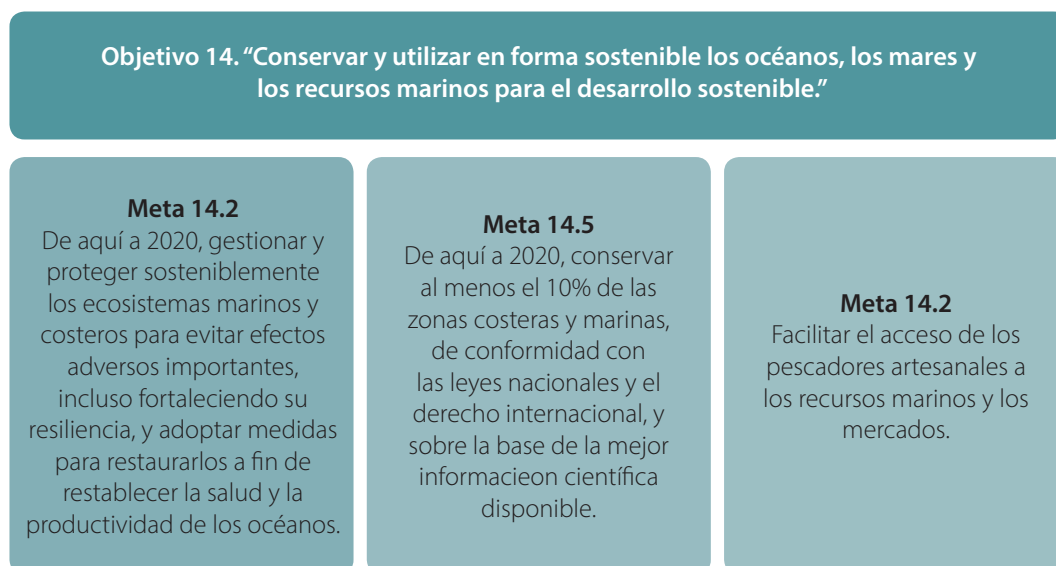 Objetivo 14. “Conservar y utilizar en forma sostenible los océanos, los mares y
los recursos marinos para el desarrollo sostenible.”
Meta 14.2
De aquí a 2020, gestionar y
proteger sosteniblemente
los ecosistemas marinos y
costeros para evitar efectos
adversos importantes,
incluso fortaleciendo su
resiliencia, y adoptar medidas
para restaurarlos a fin de
restablecer la salud y la
productividad de los océanos.
Meta 14.5
De aquí a 2020, conservar
al menos el 10% de las
zonas costeras y marinas,
de conformidad con
las leyes nacionales y el
derecho internacional, y
sobre la base de la mejor
informacieon científica
disponible.
Meta 14.2
Facilitar el acceso de los
pescadores artesanales a
los recursos marinos y los
mercados.